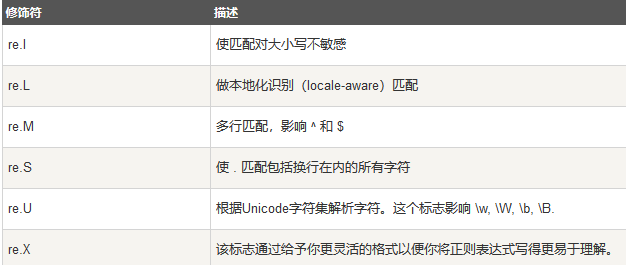 修饰符 描述
re.I 使匹配对大小写不敏感
re.L 做本地化识别（locale-aware）匹配
re.M 多行匹配，影响 ^ 和 $
re.S 使 . 匹配包括换行在内的所有字符
re.U 根据Unicode字符集解析字符。这个标志影响 \w, \W, \b, \B.
re.X 该标志通过给予你更灵活的格式以便你将正则表达式写得更易于理解。